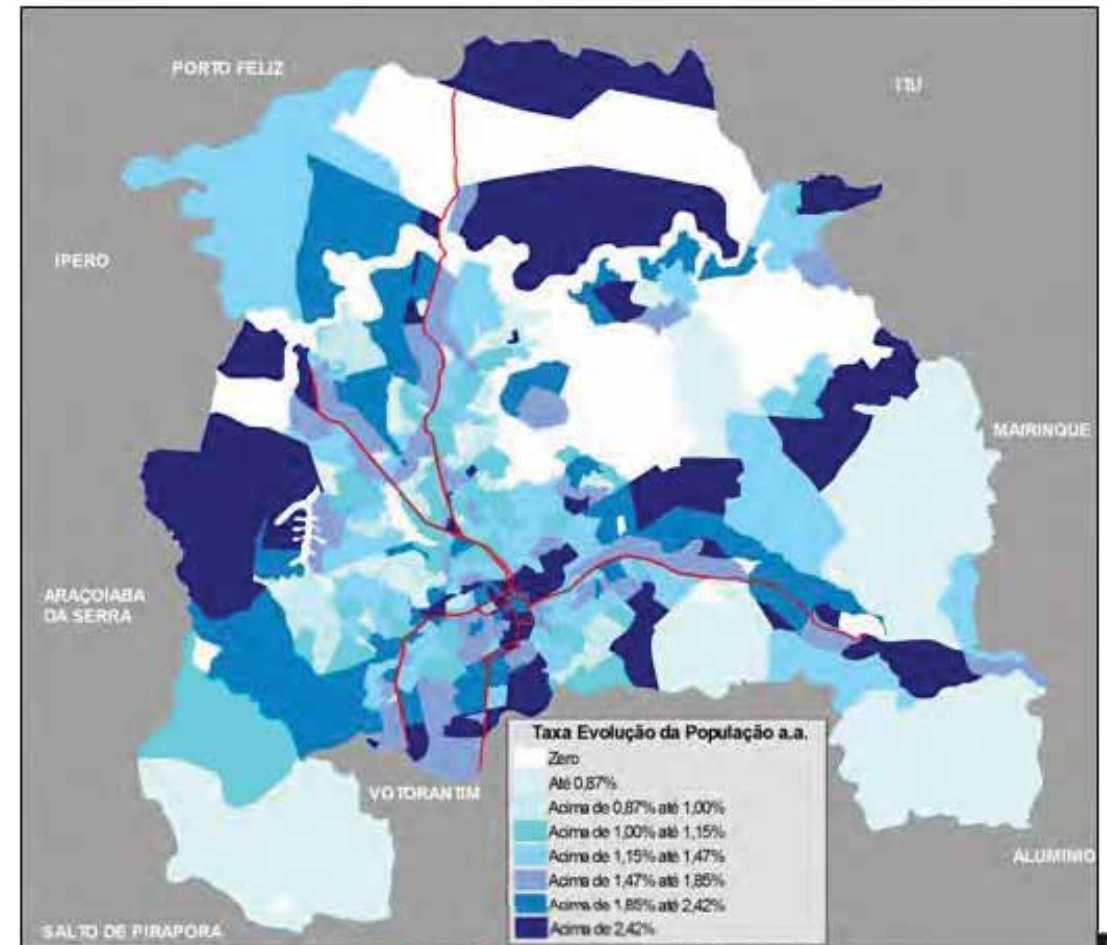 PORTO FELIZ
ITU
IPERO
MAIRINQUE
ARAÇOIABA
DA SERRA
VOTORANTIM
Taxa Evolução da População a.a.
Zero
Até 0,87%
Acima de 0,87% até 1,00%
Acima de 1,00% até 1,15%
Acima de 1,15% até 1,47%
Acima de 1,47% até 1,85%
Acima de 1,85% até 2,42%
Acima de 2,42%
ALUMINIO
SALTO DE PIRAPORA